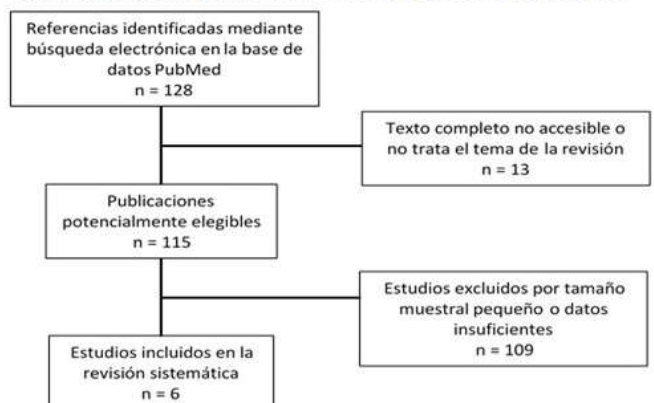 Referencias identificadas mediante
búsqueda electrónica en la base de
datos PubMed
n = 128
Texto completo no accesible o
no trata el tema de la revisión
n = 13
Publicaciones
potencialmente elegibles
n = 115
Estudios excluidos por tamaño
muestral pequeño o datos
insuficientes
n = 109
Estudios incluidos en la
revisión sistemática
n = 6